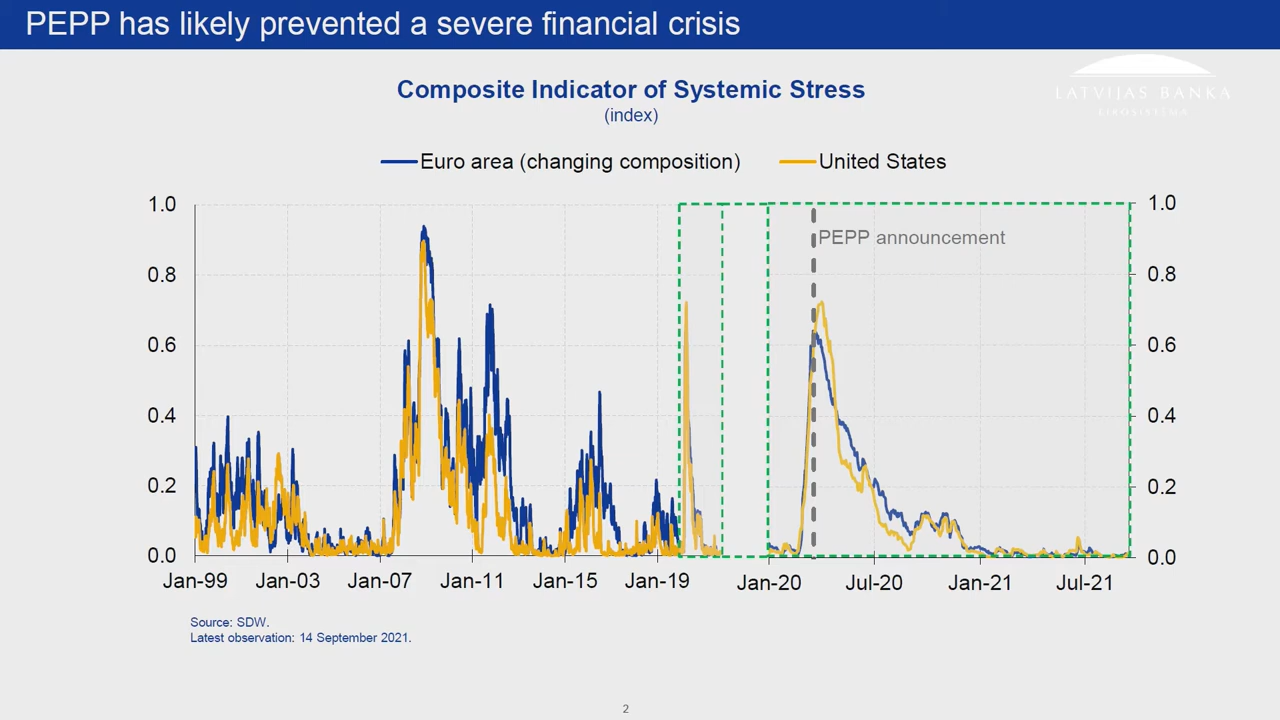 PEPP has likely prevented a severe financial crisis
Composite Indicator of Systemic Stress
(index)
LATVIJAS BANKA
EIROSISTĒMA
Euro area (changing composition) United States
1.0 1.0
PEPP announcement
0.8 0.8
0.6 0.6
0.4 0.4
0.2 0.2
0.0 0.0
Jan-99 Jan-03 Jan-07 Jan-11 Jan-15 Jan-19 Jan-20 Jul-20 Jan-21 Jul-21
Source: SDW.
Latest observation: 14 September 2021.
2